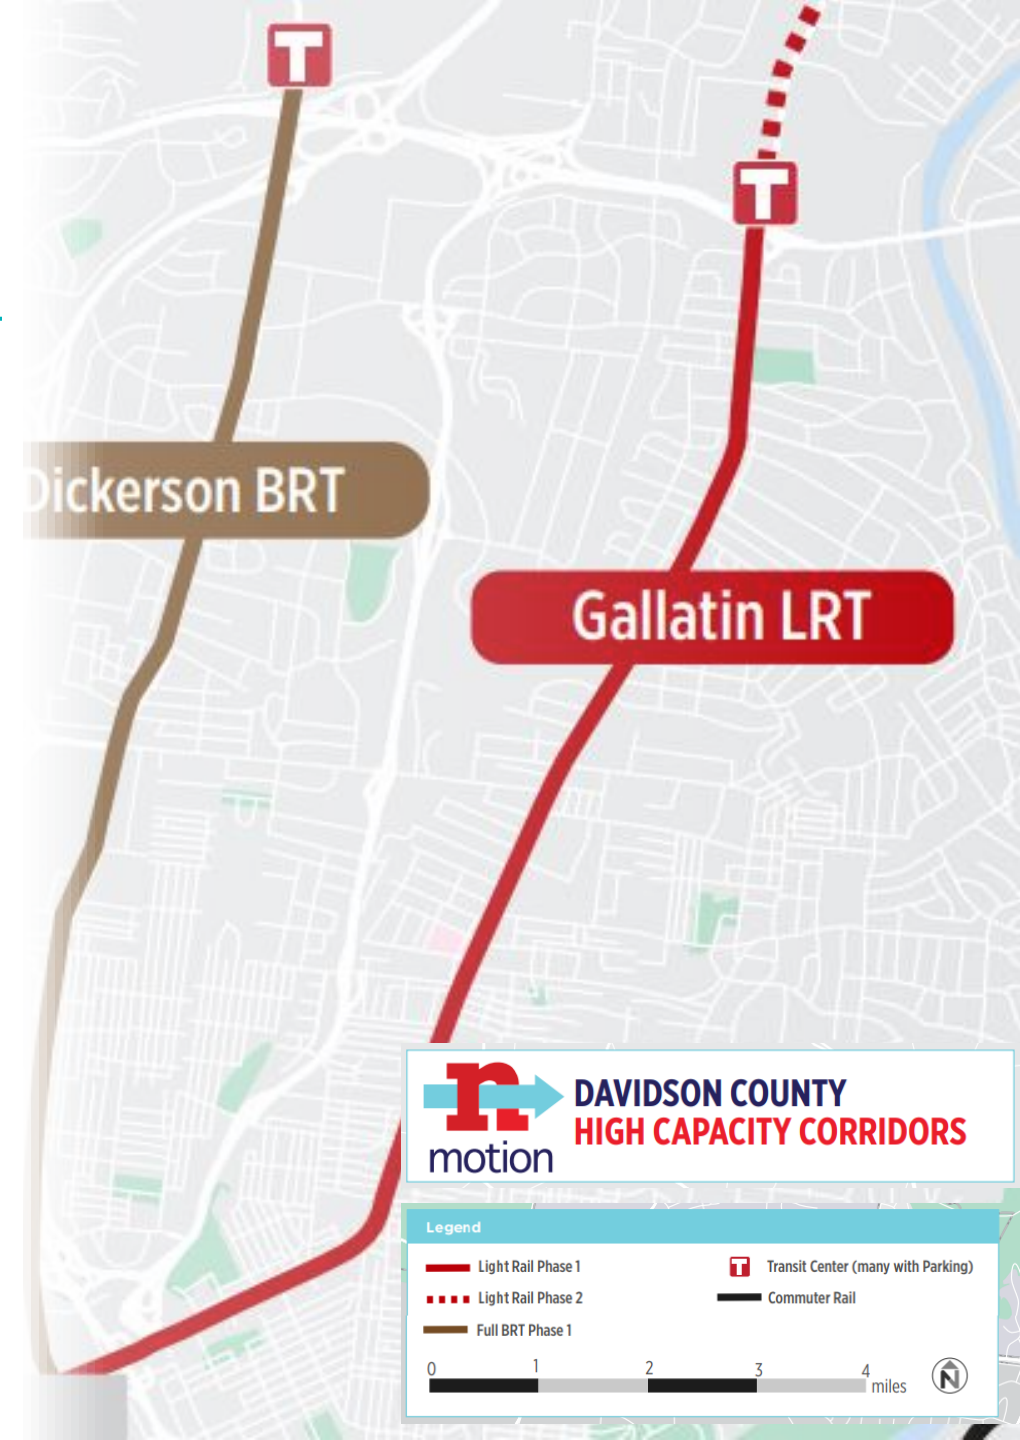 T
T
Dickerson BRT
Gallatin LRT
n
motion
DAVIDSON COUNTY
HIGH CAPACITY CORRIDORS
Legend
Light Rail Phase 1
T Transit Center (many with Parking)
Light Rail Phase 2
Commuter Rail
Full BRT Phase 1
0 1 2 3 4
miles
N